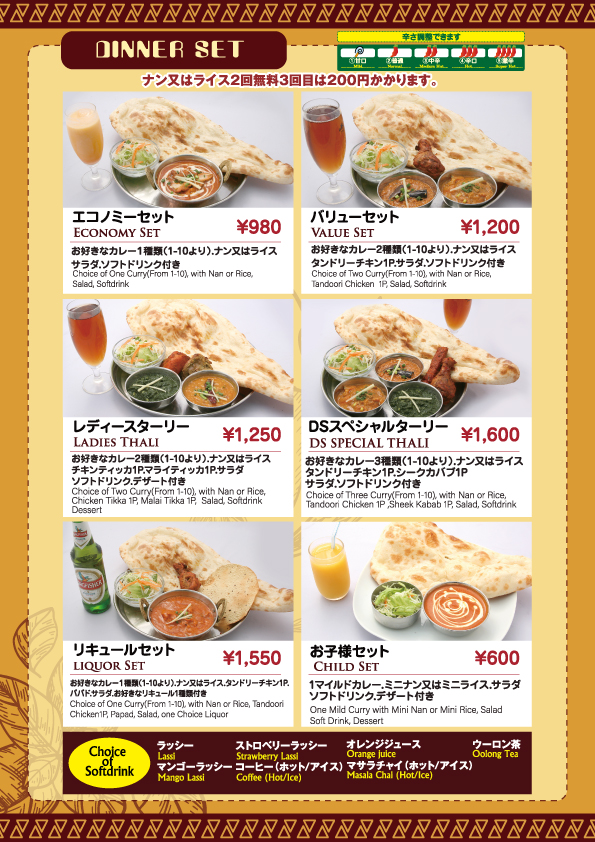 DINNER SET
辛さ調整できます
①甘口 ②普通 ③中辛 ④辛口 ⑤激辛
Mild Normal Medium Hot Hot Super Hot
ナン又はライス2回無料3回目は200円かかります。
エコノミーセット
ECONOMY SET
¥980
お好きなカレー1種類(1-10より).ナン又はライス
サラダ.ソフトドリンク付き
Choice of One Curry(From 1-10), with Nan or Rice,
Salad, Softdrink
バリューセット
VALUE SET
¥1,200
お好きなカレー2種類(1-10より).ナン又はライス
タンドリーチキン1P.サラダ.ソフトドリンク付き
Choice of Two Curry(From 1-10), with Nan or Rice,
Tandoori Chicken 1P, Salad, Softdrink
レディースターリー
LADIES THALI
¥1,250
お好きなカレー2種類(1-10より).ナン又はライス
チキンティッカ1P.マライティッカ1P.サラダ
ソフトドリンク.デザート付き
Choice of Two Curry(From 1-10), with Nan or Rice,
Chicken Tikka 1P, Malai Tikka 1P, Salad, Softdrink
Dessert
DSスペシャルターリー
DS SPECIAL THALI
¥1,600
お好きなカレー3種類(1-10より).ナン又はライス
タンドリーチキン1P.シークカバブ1P
サラダ.ソフトドリンク付き
Choice of Three Curry(From 1-10), with Nan or Rice,
Tandoori Chicken 1P ,Sheek Kabab 1P, Salad, Softdrink
リキュールセット
LIQUOR SET
¥1,550
お好きなカレー1種類(1-10より).ナン又はライス.タンドリーチキン1P.
パパド.サラダ.お好きなリキュール1種類付き
Choice of One Curry(From 1-10), with Nan or Rice, Tandoori
Chicken1P, Papad, Salad, one Choice Liquor
お子様セット
CHILD SET
¥600
1マイルドカレー.ミニナン又はミニライス.サラダ
ソフトドリンク.デザート付き
One Mild Curry with Mini Nan or Mini Rice, Salad
Soft Drink, Dessert
Choice
of
Softdrink
ラッシー ストロベリーラッシー オレンジジュース ウーロン茶
Lassi Strawberry Lassi Orange juice Oolong Tea
マンゴーラッシー コーヒー(ホット/アイス) マサラチャイ(ホット/アイス)
Mango Lassi Coffee (Hot/Ice) Masala Chai (Hot/Ice)